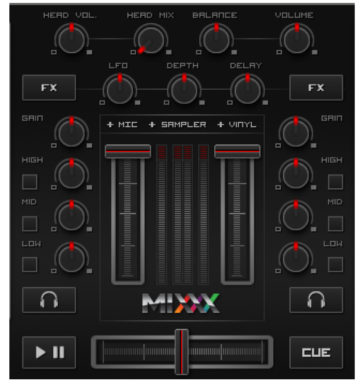 HEAD VOL. HEAD MIX BALANCE VOLUME
LFO DEPTH DELAY
FX FX
GAIN GAIN
+ MIC + SAMPLER + VINYL
HIGH HIGH
MID MID
LOW LOW
MIXXX
CUE